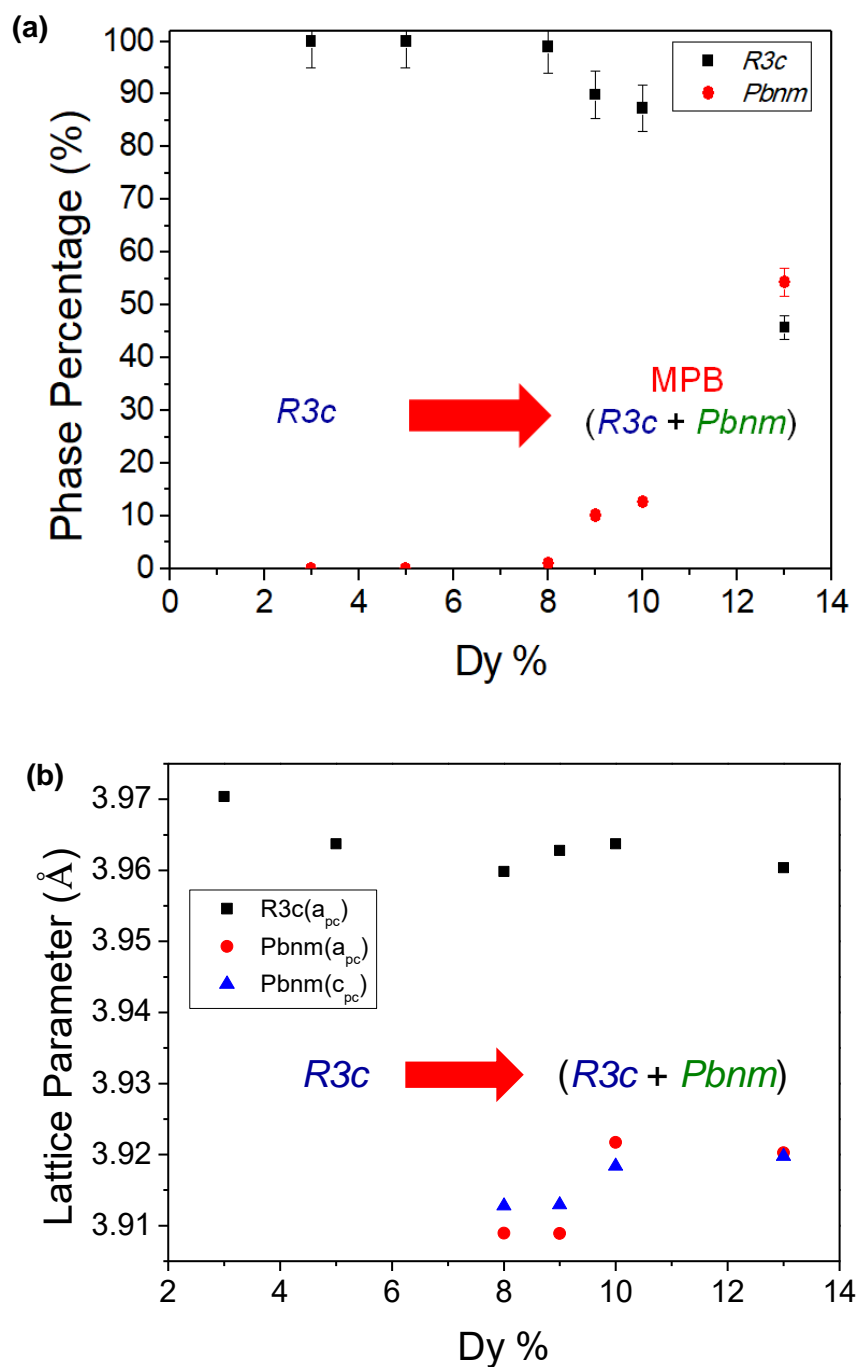 (a)
100
90
80
70
60
50
40
30
20
10
0
Phase Percentage (%)
R3c
Pbnm
R3c
MPB
(R3c + Pbnm)
0 2 4 6 8 10 12 14
Dy %
(b)
3.97
3.96
3.95
3.94
3.93
3.92
3.91
Lattice Parameter (Å)
R3c(apc)
Pbnm(apc)
Pbnm(cpc)
R3c
(R3c + Pbnm)
2 4 6 8 10 12 14
Dy %